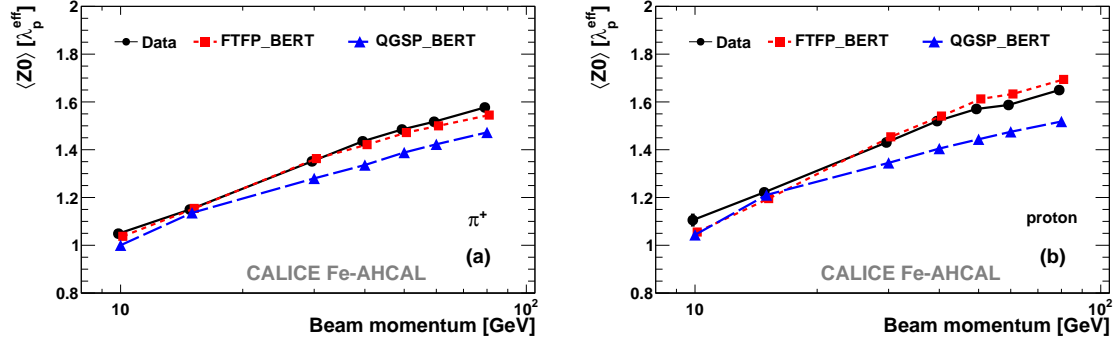 ⟨Z0⟩ [λ_p^eff]
2
1.8
1.6
1.4
1.2
1
0.8
Data FTFP_BERT QGSP_BERT
π+
(a)
CALICE Fe-AHCAL
10 10²
Beam momentum [GeV]
⟨Z0⟩ [λ_p^eff]
2
1.8
1.6
1.4
1.2
1
0.8
Data FTFP_BERT QGSP_BERT
proton
(b)
CALICE Fe-AHCAL
10 10²
Beam momentum [GeV]